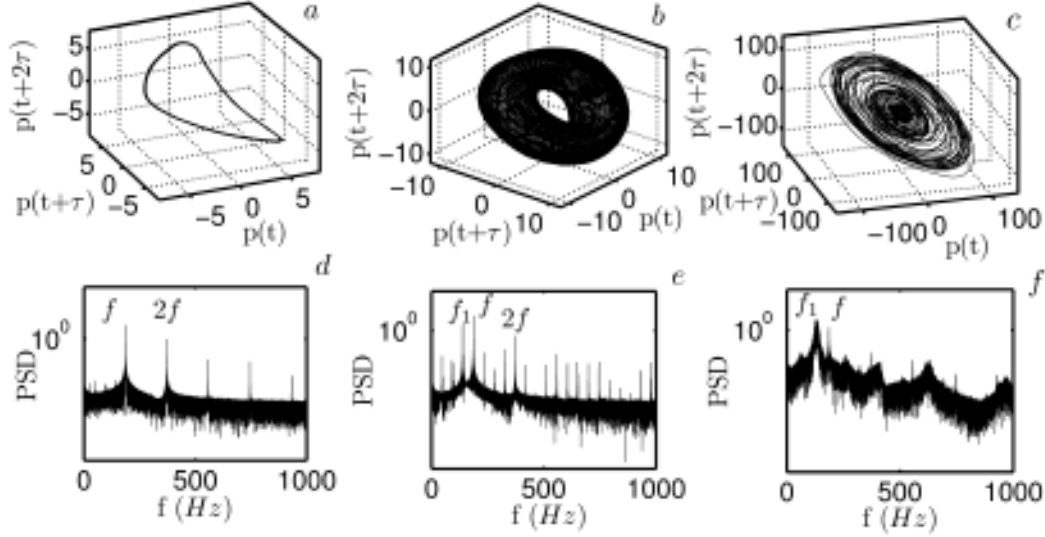 a
p(t+2τ)
5
0
−5
5
0
−5
p(t+τ)
−5
0
5
p(t)
b
p(t+2τ)
10
0
−10
−10
0
10
p(t+τ)
−10
0
10
p(t)
c
p(t+2τ)
100
0
−100
100
0
−100
p(t+τ)
−100
0
100
p(t)
d
f
2f
10⁰
PSD
0
500
1000
f (Hz)
e
f₁
f
2f
10⁰
PSD
0
500
1000
f (Hz)
f
f₁
f
10⁰
PSD
0
500
1000
f (Hz)